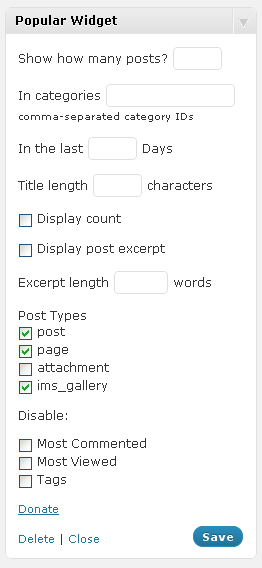 Popular Widget
Show how many posts?
In categories
comma-separated category IDs
In the last Days
Title length characters
Display count
Display post excerpt
Excerpt length words
Post Types
post
page
attachment
ims_gallery
Disable:
Most Commented
Most Viewed
Tags
Donate
Delete | Close Save